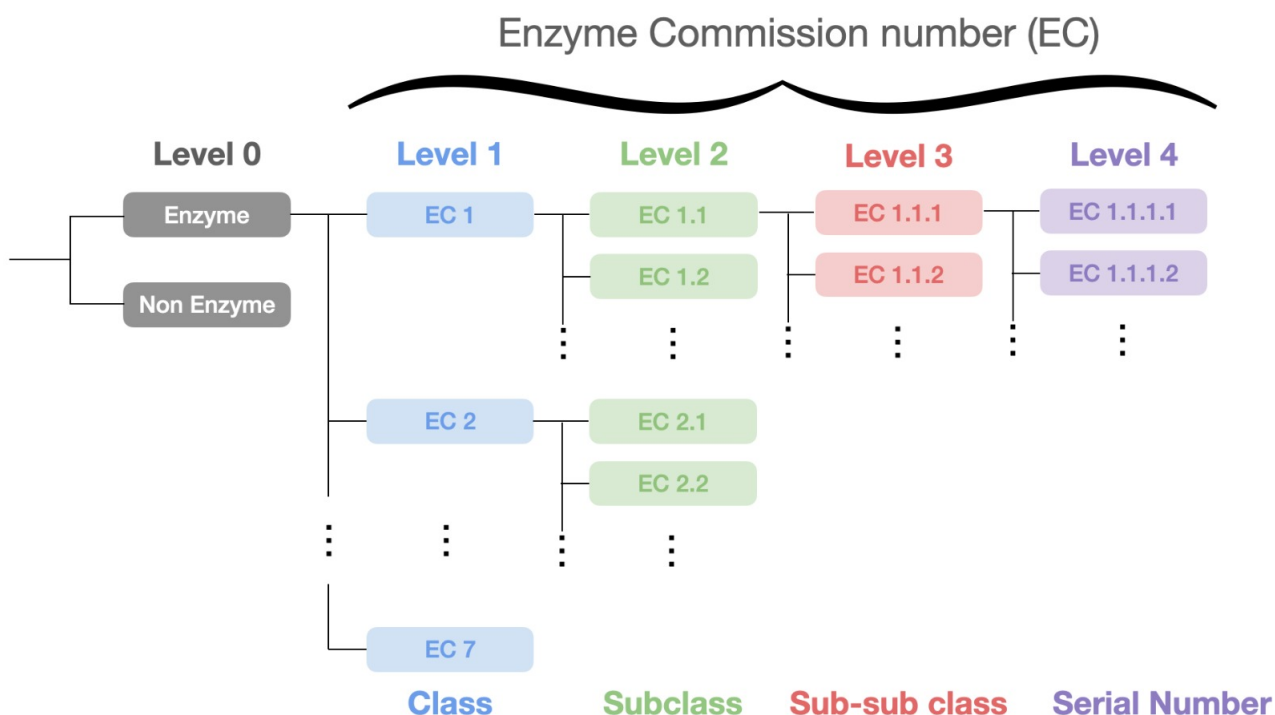 Enzyme Commission number (EC)
Level 0
Level 1
Level 2
Level 3
Level 4
Enzyme
EC 1
EC 1.1
EC 1.1.1
EC 1.1.1.1
EC 1.2
EC 1.1.2
EC 1.1.1.2
Non Enzyme
EC 2
EC 2.1
EC 2.2
EC 7
Class
Subclass
Sub-sub class
Serial Number